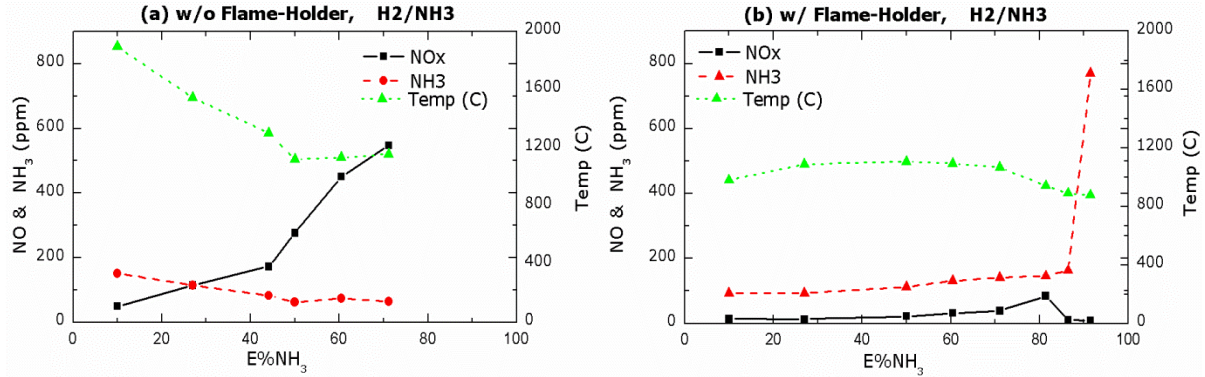 (a) w/o Flame-Holder, H2/NH3
NO & NH3 (ppm)
800
600
400
200
0
NOx
NH3
Temp (C)
2000
1600
1200
800
400
0
Temp (C)
0 20 40 60 80 100
E%NH3
(b) w/ Flame-Holder, H2/NH3
NO & NH3 (ppm)
800
600
400
200
0
NOx
NH3
Temp (C)
2000
1600
1200
800
400
0
Temp (C)
0 20 40 60 80 100
E%NH3